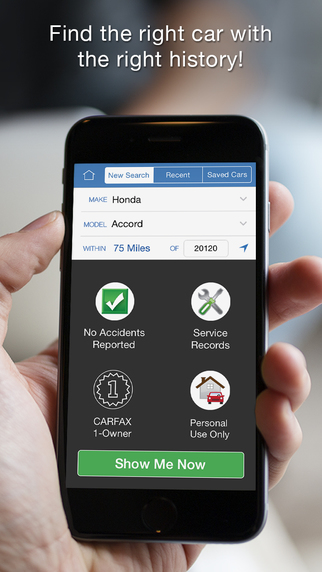 Find the right car with
the right history!
New Search
Recent
Saved Cars
MAKE Honda
MODEL Accord
WITHIN 75 Miles OF 20120
No Accidents
Reported
Service
Records
1
CARFAX
1-Owner
Personal
Use Only
Show Me Now